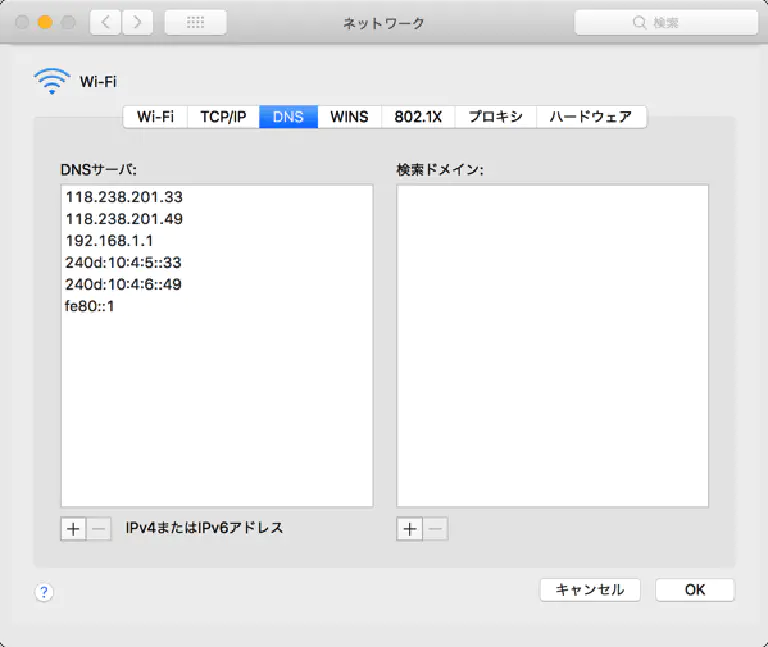 ネットワーク
検索
Wi-Fi
Wi-Fi TCP/IP DNS WINS 802.1X プロキシ ハードウェア
DNSサーバ:
118.238.201.33
118.238.201.49
192.168.1.1
240d:10:4:5::33
240d:10:4:6::49
fe80::1
検索ドメイン:
+ − IPv4またはIPv6アドレス
+ −
? キャンセル OK